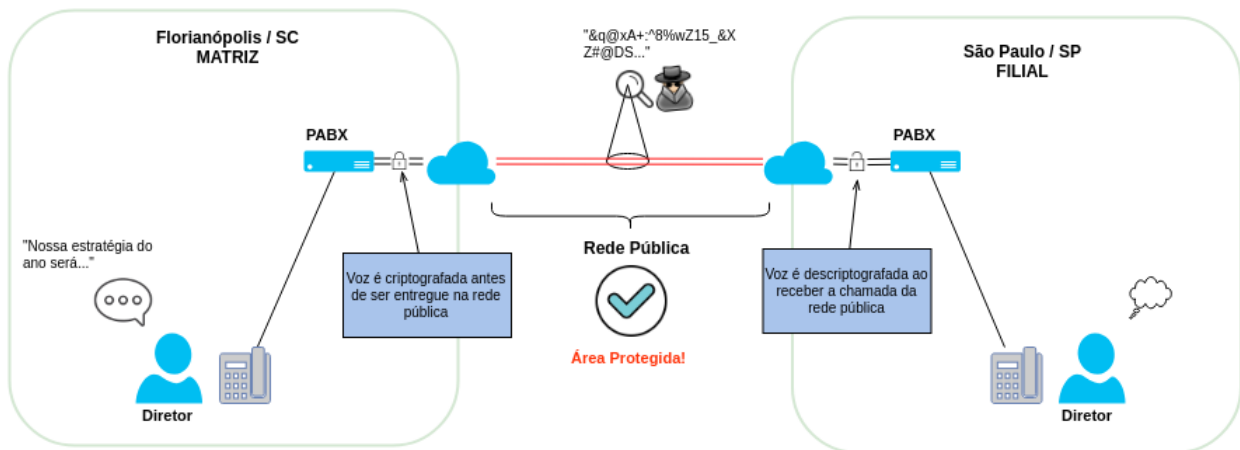 Florianópolis / SC
MATRIZ
"&q@xA+:^8%wZ15_&X
Z#@DS..."
São Paulo / SP
FILIAL
PABX
PABX
"Nossa estratégia do
ano será..."
Voz é criptografada antes
de ser entregue na rede
pública
Rede Pública
Área Protegida!
Voz é descriptografada ao
receber a chamada da
rede pública
Diretor
Diretor